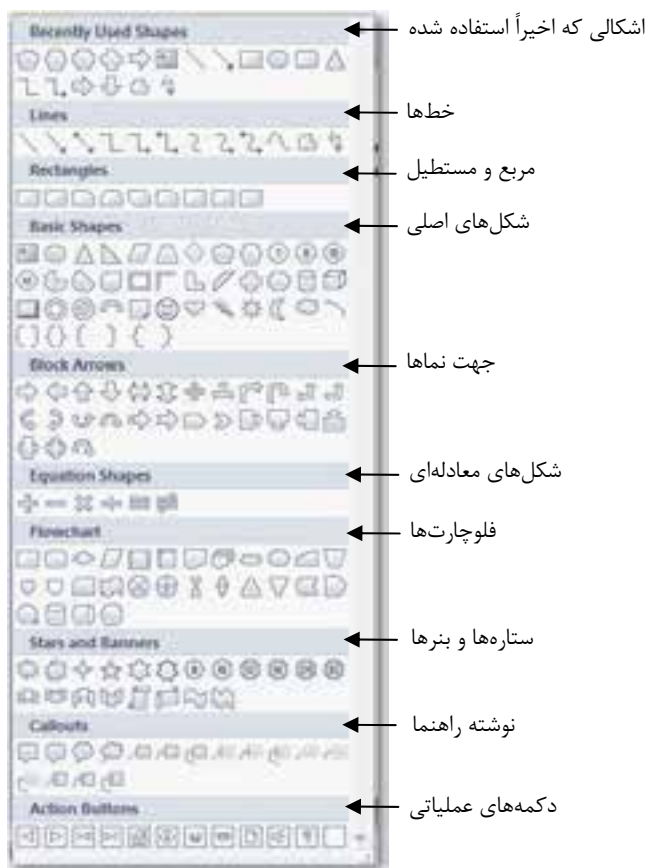 Recently Used Shapes
اشکالی که اخیراً استفاده شده
Lines
خط‌ها
Rectangles
مربع و مستطیل
Basic Shapes
شکل‌های اصلی
Block Arrows
جهت نماها
Equation Shapes
شکل‌های معادله‌ای
Flowchart
فلوچارت‌ها
Stars and Banners
ستاره‌ها و بنرها
Callouts
نوشته راهنما
Action Buttons
دکمه‌های عملیاتی